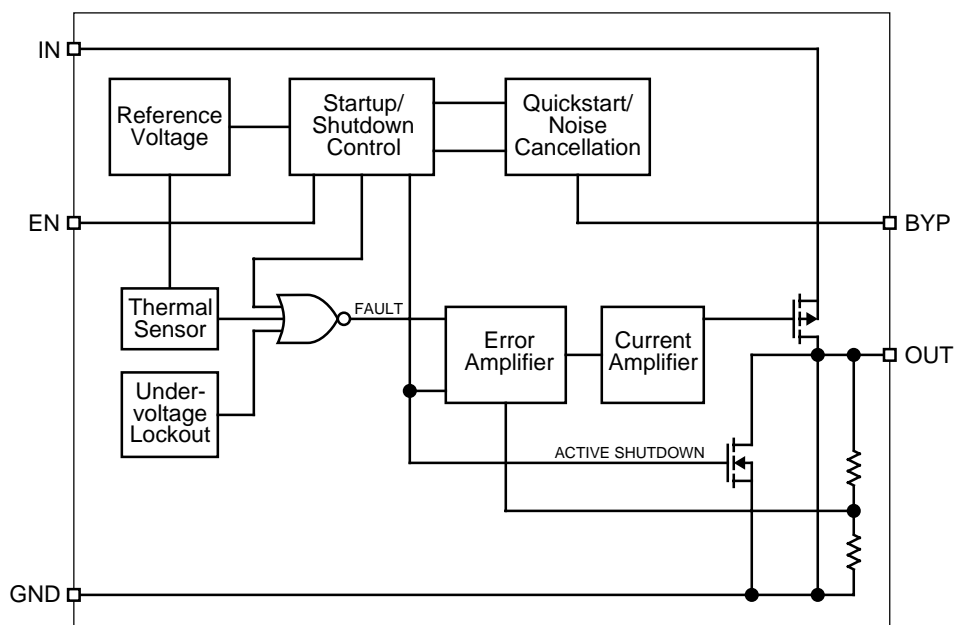 IN
Reference
Voltage
Startup/
Shutdown
Control
Quickstart/
Noise
Cancellation
EN
BYP
Thermal
Sensor
FAULT
Error
Amplifier
Current
Amplifier
OUT
Under-
voltage
Lockout
ACTIVE SHUTDOWN
GND